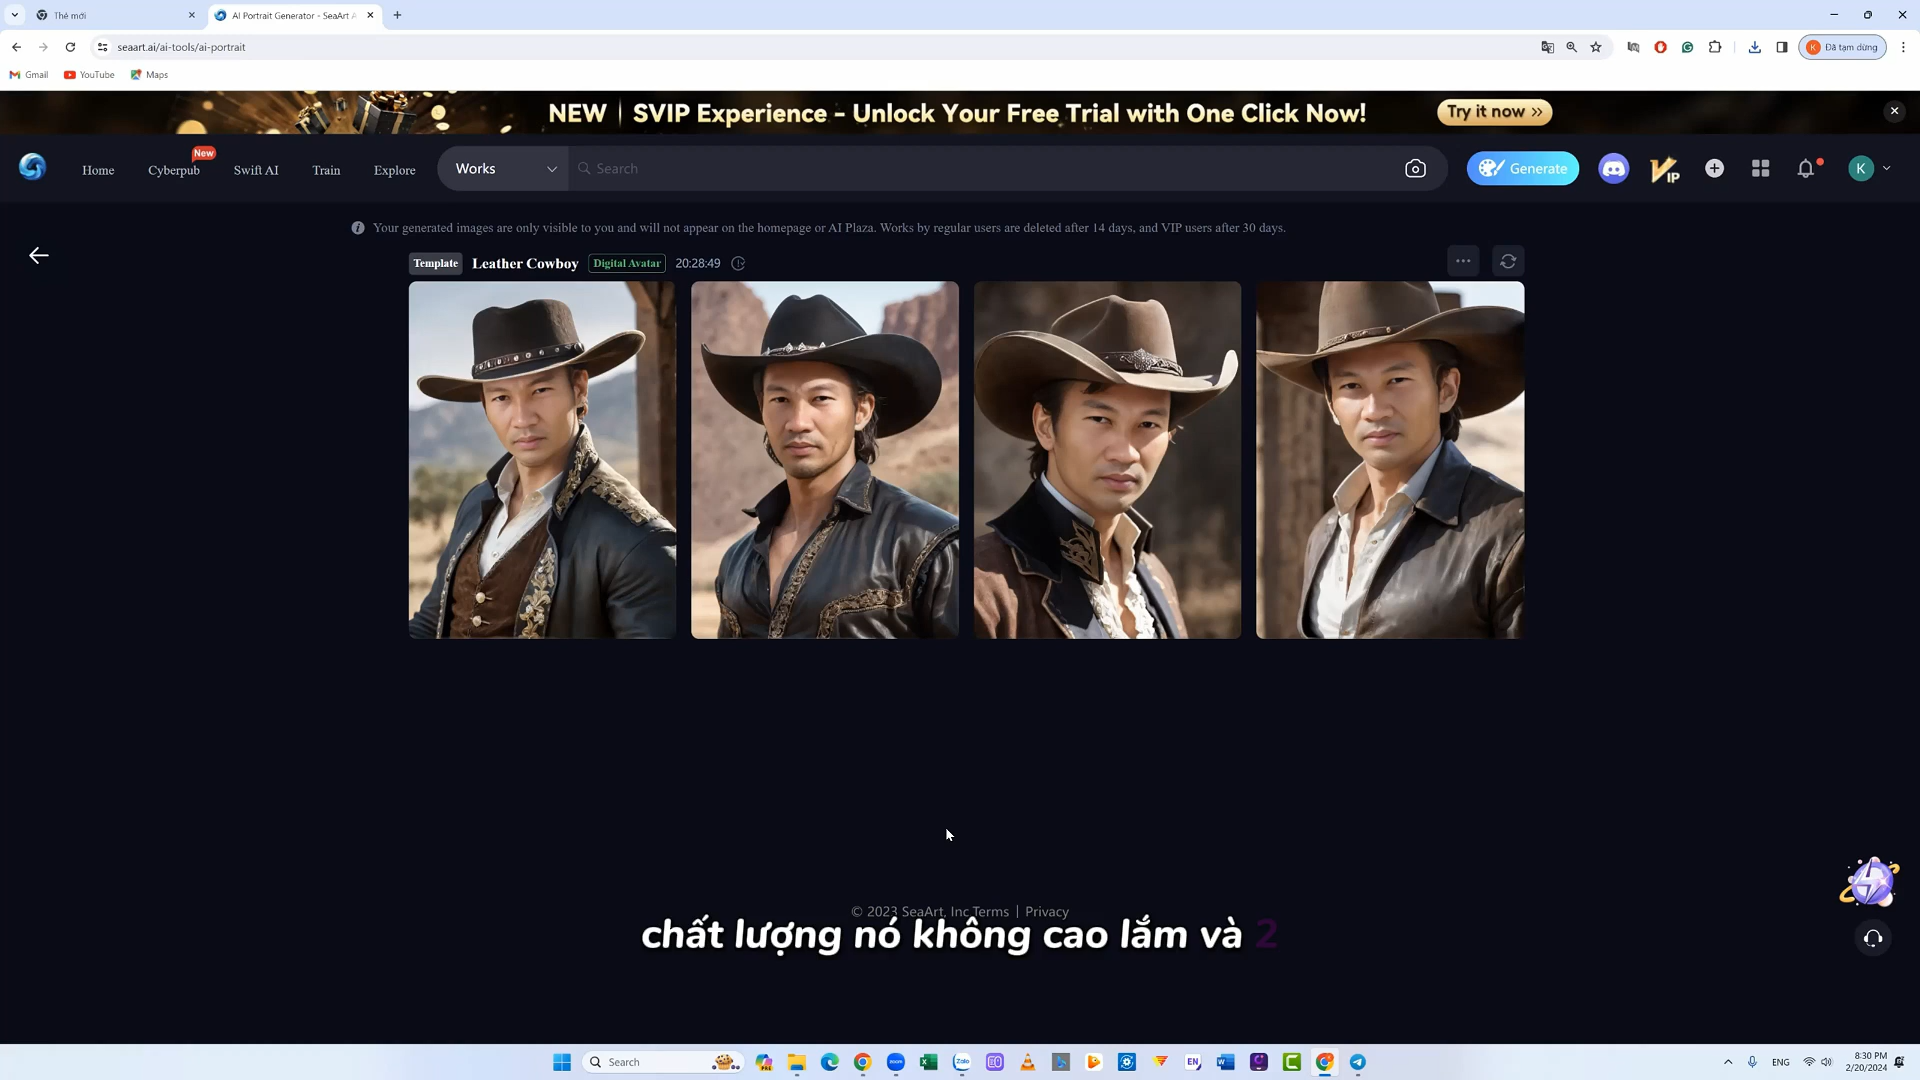 Thẻ mới
AI Portrait Generator - SeaArt A
seaart.ai/ai-tools/ai-portrait
Đã tạm dừng
Gmail
YouTube
Maps
NEW | SVIP Experience - Unlock Your Free Trial with One Click Now!
Try it now »
Home
Cyberpub
New
Swift AI
Train
Explore
Works
Search
Generate
VIP
K
Your generated images are only visible to you and will not appear on the homepage or AI Plaza. Works by regular users are deleted after 14 days, and VIP users after 30 days.
Template
Leather Cowboy
Digital Avatar
20:28:49
© 2023 SeaArt, Inc Terms | Privacy
chất lượng nó không cao lắm và 2
Search
ENG
8:30 PM
2/20/2024